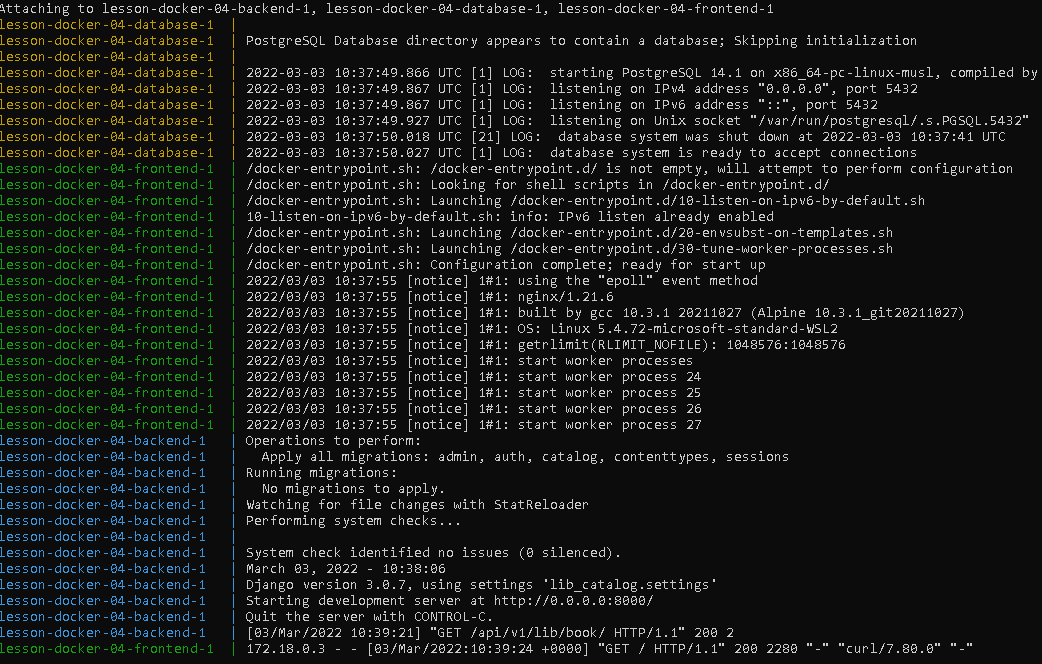 Attaching to lesson-docker-04-backend-1, lesson-docker-04-database-1, lesson-docker-04-frontend-1
lesson-docker-04-database-1  |
lesson-docker-04-database-1  | PostgreSQL Database directory appears to contain a database; Skipping initialization
lesson-docker-04-database-1  |
lesson-docker-04-database-1  | 2022-03-03 10:37:49.866 UTC [1] LOG:  starting PostgreSQL 14.1 on x86_64-pc-linux-musl, compiled by
lesson-docker-04-database-1  | 2022-03-03 10:37:49.867 UTC [1] LOG:  listening on IPv4 address "0.0.0.0", port 5432
lesson-docker-04-database-1  | 2022-03-03 10:37:49.867 UTC [1] LOG:  listening on IPv6 address "::", port 5432
lesson-docker-04-database-1  | 2022-03-03 10:37:49.927 UTC [1] LOG:  listening on Unix socket "/var/run/postgresql/.s.PGSQL.5432"
lesson-docker-04-database-1  | 2022-03-03 10:37:50.018 UTC [21] LOG:  database system was shut down at 2022-03-03 10:37:41 UTC
lesson-docker-04-database-1  | 2022-03-03 10:37:50.027 UTC [1] LOG:  database system is ready to accept connections
lesson-docker-04-frontend-1  | /docker-entrypoint.sh: /docker-entrypoint.d/ is not empty, will attempt to perform configuration
lesson-docker-04-frontend-1  | /docker-entrypoint.sh: Looking for shell scripts in /docker-entrypoint.d/
lesson-docker-04-frontend-1  | /docker-entrypoint.sh: Launching /docker-entrypoint.d/10-listen-on-ipv6-by-default.sh
lesson-docker-04-frontend-1  | 10-listen-on-ipv6-by-default.sh: info: IPv6 listen already enabled
lesson-docker-04-frontend-1  | /docker-entrypoint.sh: Launching /docker-entrypoint.d/20-envsubst-on-templates.sh
lesson-docker-04-frontend-1  | /docker-entrypoint.sh: Launching /docker-entrypoint.d/30-tune-worker-processes.sh
lesson-docker-04-frontend-1  | /docker-entrypoint.sh: Configuration complete; ready for start up
lesson-docker-04-frontend-1  | 2022/03/03 10:37:55 [notice] 1#1: using the "epoll" event method
lesson-docker-04-frontend-1  | 2022/03/03 10:37:55 [notice] 1#1: nginx/1.21.6
lesson-docker-04-frontend-1  | 2022/03/03 10:37:55 [notice] 1#1: built by gcc 10.3.1 20211027 (Alpine 10.3.1_git20211027)
lesson-docker-04-frontend-1  | 2022/03/03 10:37:55 [notice] 1#1: OS: Linux 5.4.72-microsoft-standard-WSL2
lesson-docker-04-frontend-1  | 2022/03/03 10:37:55 [notice] 1#1: getrlimit(RLIMIT_NOFILE): 1048576:1048576
lesson-docker-04-frontend-1  | 2022/03/03 10:37:55 [notice] 1#1: start worker processes
lesson-docker-04-frontend-1  | 2022/03/03 10:37:55 [notice] 1#1: start worker process 24
lesson-docker-04-frontend-1  | 2022/03/03 10:37:55 [notice] 1#1: start worker process 25
lesson-docker-04-frontend-1  | 2022/03/03 10:37:55 [notice] 1#1: start worker process 26
lesson-docker-04-frontend-1  | 2022/03/03 10:37:55 [notice] 1#1: start worker process 27
lesson-docker-04-backend-1   | Operations to perform:
lesson-docker-04-backend-1   |   Apply all migrations: admin, auth, catalog, contenttypes, sessions
lesson-docker-04-backend-1   | Running migrations:
lesson-docker-04-backend-1   |   No migrations to apply.
lesson-docker-04-backend-1   | Watching for file changes with StatReloader
lesson-docker-04-backend-1   | Performing system checks...
lesson-docker-04-backend-1   |
lesson-docker-04-backend-1   | System check identified no issues (0 silenced).
lesson-docker-04-backend-1   | March 03, 2022 - 10:38:06
lesson-docker-04-backend-1   | Django version 3.0.7, using settings 'lib_catalog.settings'
lesson-docker-04-backend-1   | Starting development server at http://0.0.0.0:8000/
lesson-docker-04-backend-1   | Quit the server with CONTROL-C.
lesson-docker-04-backend-1   | [03/Mar/2022 10:39:21] "GET /api/v1/lib/book/ HTTP/1.1" 200 2
lesson-docker-04-frontend-1  | 172.18.0.3 - - [03/Mar/2022:10:39:24 +0000] "GET / HTTP/1.1" 200 2280 "-" "curl/7.80.0" "-"